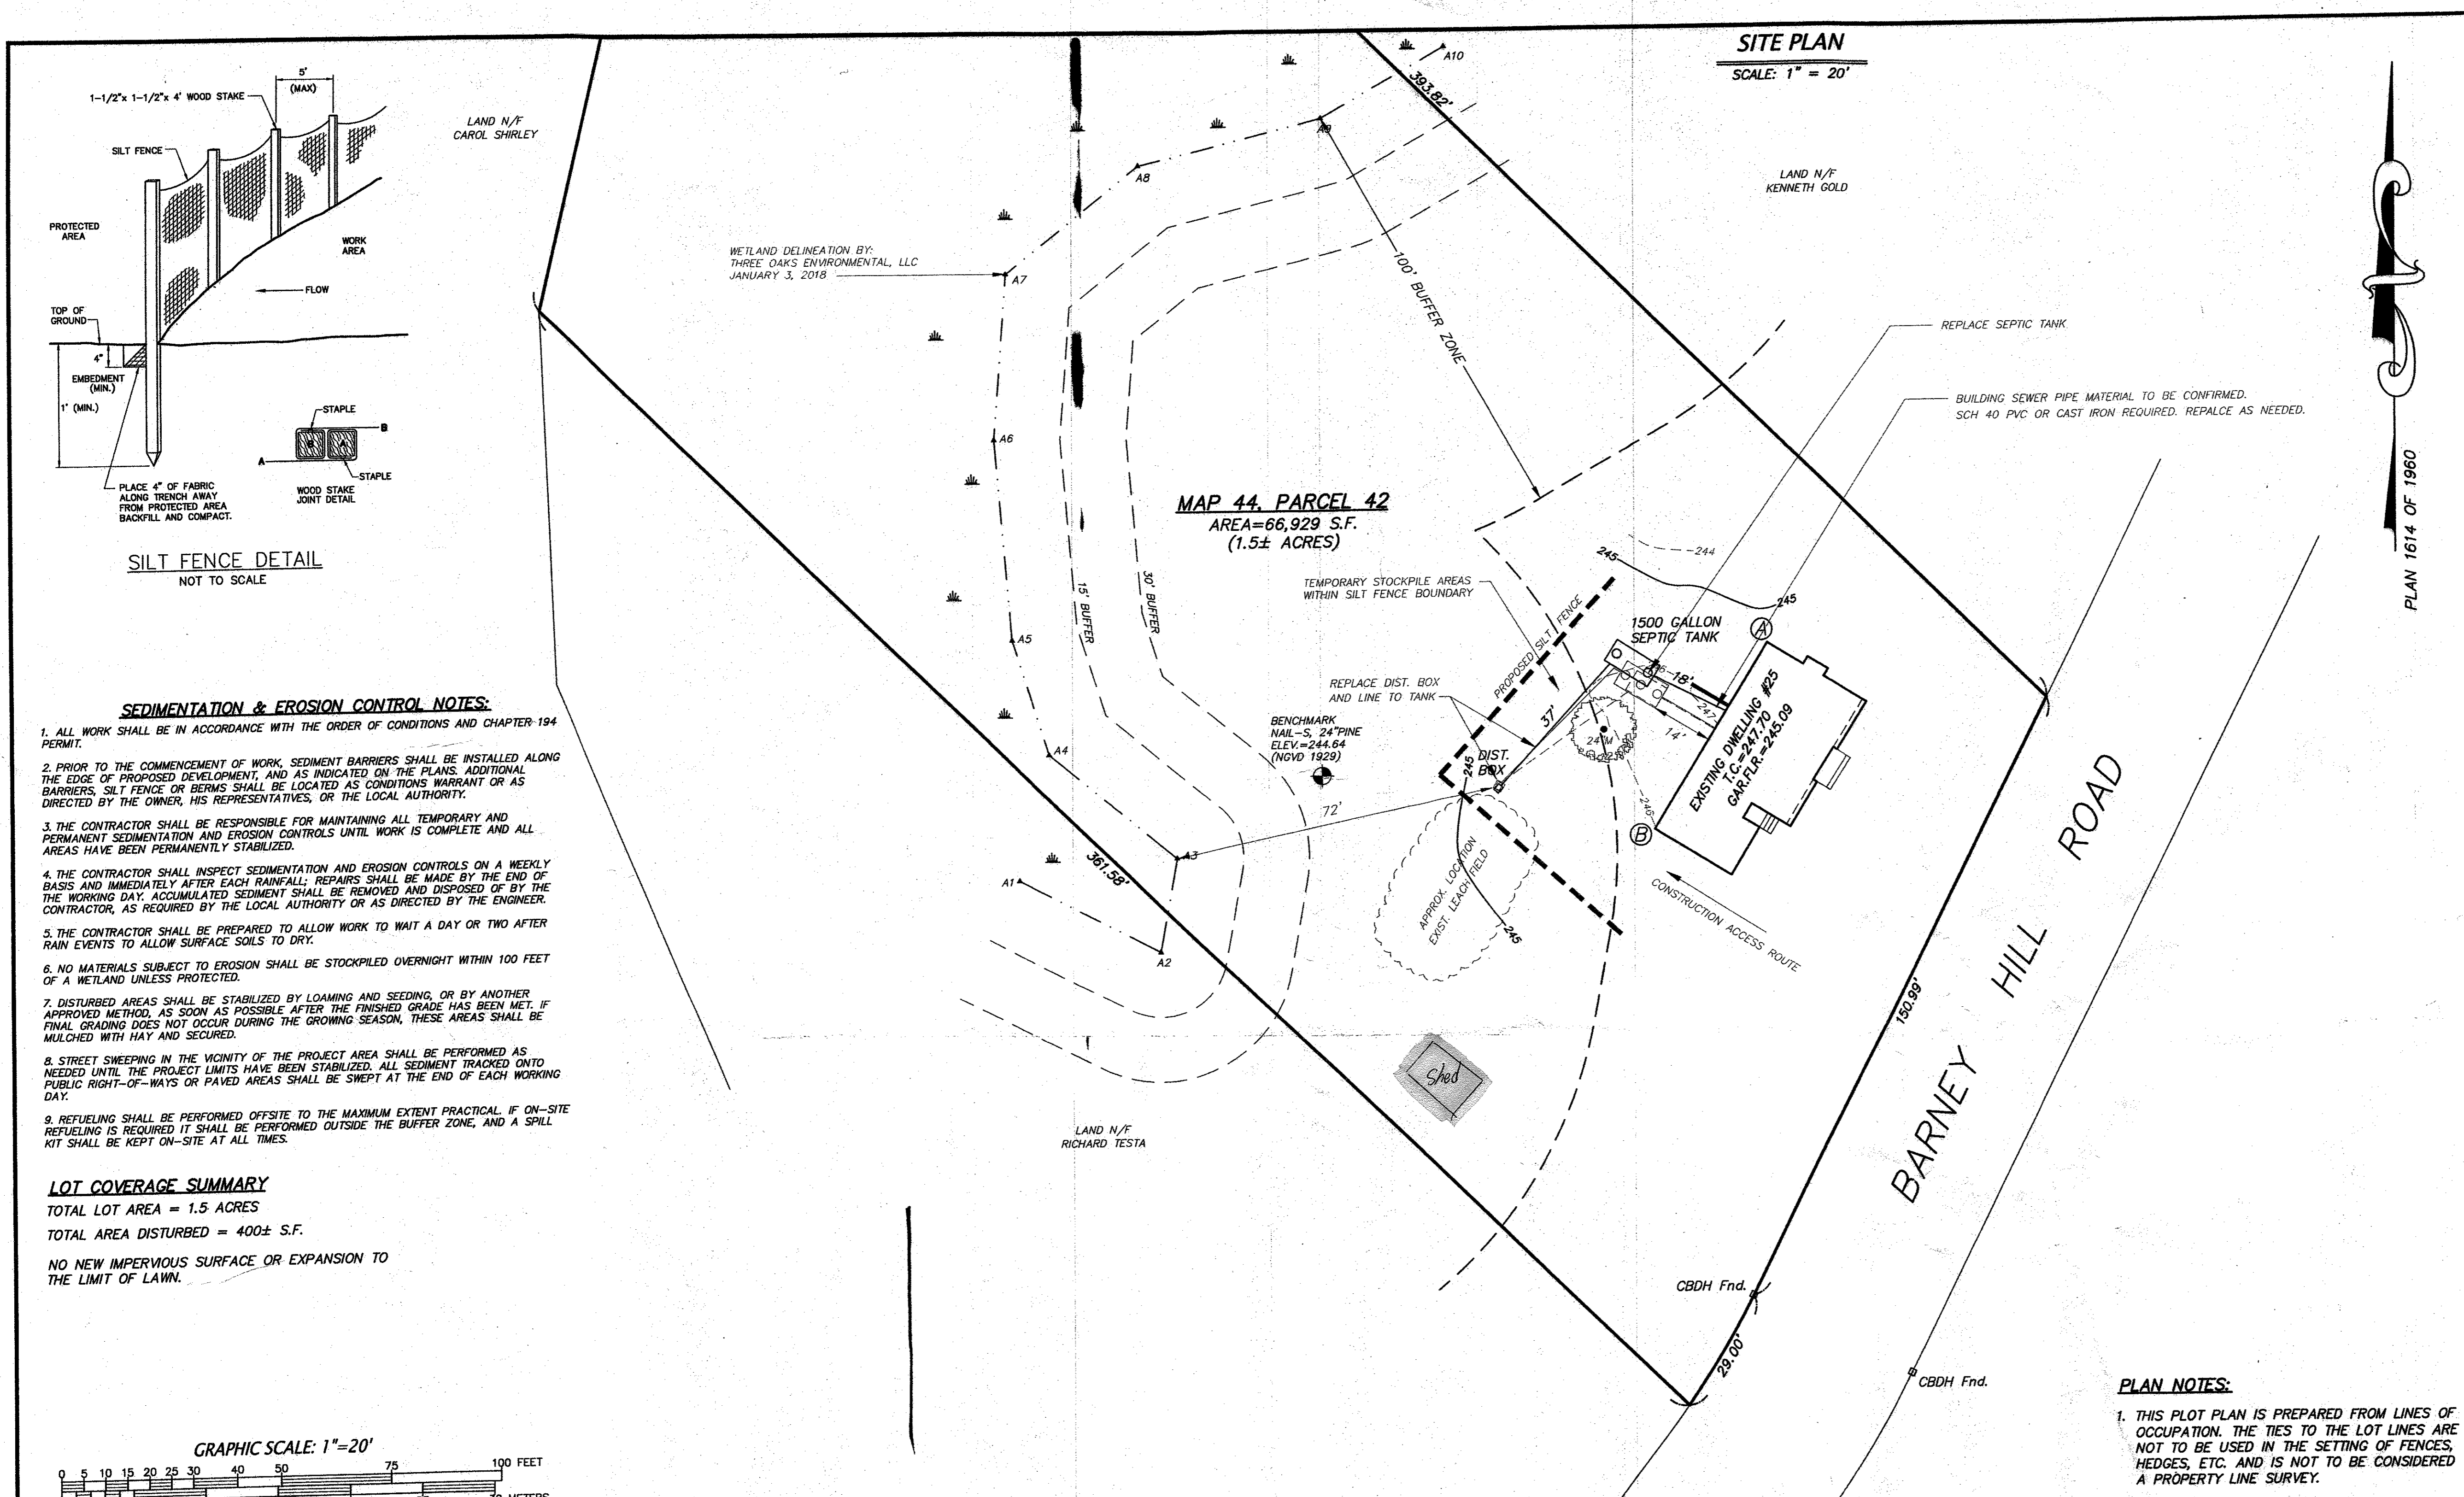 SITE PLAN
SCALE: 1" = 20'
5'
(MAX)
1-1/2"x 1-1/2"x 4' WOOD STAKE
SILT FENCE
PROTECTED
AREA
WORK
AREA
FLOW
TOP OF
GROUND
4"
EMBEDMENT
(MIN.)
1' (MIN.)
STAPLE
B
B
A
A
STAPLE
WOOD STAKE
JOINT DETAIL
PLACE 4" OF FABRIC
ALONG TRENCH AWAY
FROM PROTECTED AREA
BACKFILL AND COMPACT.
SILT FENCE DETAIL
NOT TO SCALE
LAND N/F
CAROL SHIRLEY
WETLAND DELINEATION BY:
THREE OAKS ENVIRONMENTAL, LLC
JANUARY 3, 2018
A10
A9
A8
A7
A6
A5
A4
A3
A2
A1
393.82'
LAND N/F
KENNETH GOLD
100' BUFFER ZONE
REPLACE SEPTIC TANK
BUILDING SEWER PIPE MATERIAL TO BE CONFIRMED.
SCH 40 PVC OR CAST IRON REQUIRED. REPALCE AS NEEDED.
PLAN 1614 OF 1960
MAP 44, PARCEL 42
AREA=66,929 S.F.
(1.5± ACRES)
15' BUFFER
30' BUFFER
TEMPORARY STOCKPILE AREAS
WITHIN SILT FENCE BOUNDARY
PROPOSED SILT FENCE
245
244
245
1500 GALLON
SEPTIC TANK
A
18'
14'
247
REPLACE DIST. BOX
AND LINE TO TANK
37'
24"M
DIST.
BOX
245
246
BENCHMARK
NAIL-S, 24"PINE
ELEV.=244.64
(NGVD 1929)
72'
EXISTING DWELLING #25
T.C.=247.70
GAR.FLR.=245.09
B
APPROX. LOCATION
EXIST. LEACH FIELD
245
CONSTRUCTION ACCESS ROUTE
361.58'
Shed
LAND N/F
RICHARD TESTA
BARNEY HILL ROAD
150.99'
CBDH Fnd.
29.00'
CBDH Fnd.
SEDIMENTATION & EROSION CONTROL NOTES:
1. ALL WORK SHALL BE IN ACCORDANCE WITH THE ORDER OF CONDITIONS AND CHAPTER 194
PERMIT.
2. PRIOR TO THE COMMENCEMENT OF WORK, SEDIMENT BARRIERS SHALL BE INSTALLED ALONG
THE EDGE OF PROPOSED DEVELOPMENT, AND AS INDICATED ON THE PLANS. ADDITIONAL
BARRIERS, SILT FENCE OR BERMS SHALL BE LOCATED AS CONDITIONS WARRANT OR AS
DIRECTED BY THE OWNER, HIS REPRESENTATIVES, OR THE LOCAL AUTHORITY.
3. THE CONTRACTOR SHALL BE RESPONSIBLE FOR MAINTAINING ALL TEMPORARY AND
PERMANENT SEDIMENTATION AND EROSION CONTROLS UNTIL WORK IS COMPLETE AND ALL
AREAS HAVE BEEN PERMANENTLY STABILIZED.
4. THE CONTRACTOR SHALL INSPECT SEDIMENTATION AND EROSION CONTROLS ON A WEEKLY
BASIS AND IMMEDIATELY AFTER EACH RAINFALL; REPAIRS SHALL BE MADE BY THE END OF
THE WORKING DAY. ACCUMULATED SEDIMENT SHALL BE REMOVED AND DISPOSED OF BY THE
CONTRACTOR, AS REQUIRED BY THE LOCAL AUTHORITY OR AS DIRECTED BY THE ENGINEER.
5. THE CONTRACTOR SHALL BE PREPARED TO ALLOW WORK TO WAIT A DAY OR TWO AFTER
RAIN EVENTS TO ALLOW SURFACE SOILS TO DRY.
6. NO MATERIALS SUBJECT TO EROSION SHALL BE STOCKPILED OVERNIGHT WITHIN 100 FEET
OF A WETLAND UNLESS PROTECTED.
7. DISTURBED AREAS SHALL BE STABILIZED BY LOAMING AND SEEDING, OR BY ANOTHER
APPROVED METHOD, AS SOON AS POSSIBLE AFTER THE FINISHED GRADE HAS BEEN MET. IF
FINAL GRADING DOES NOT OCCUR DURING THE GROWING SEASON, THESE AREAS SHALL BE
MULCHED WITH HAY AND SECURED.
8. STREET SWEEPING IN THE VICINITY OF THE PROJECT AREA SHALL BE PERFORMED AS
NEEDED UNTIL THE PROJECT LIMITS HAVE BEEN STABILIZED. ALL SEDIMENT TRACKED ONTO
PUBLIC RIGHT-OF-WAYS OR PAVED AREAS SHALL BE SWEPT AT THE END OF EACH WORKING
DAY.
9. REFUELING SHALL BE PERFORMED OFFSITE TO THE MAXIMUM EXTENT PRACTICAL. IF ON-SITE
REFUELING IS REQUIRED IT SHALL BE PERFORMED OUTSIDE THE BUFFER ZONE, AND A SPILL
KIT SHALL BE KEPT ON-SITE AT ALL TIMES.
LOT COVERAGE SUMMARY
TOTAL LOT AREA = 1.5 ACRES
TOTAL AREA DISTURBED = 400± S.F.
NO NEW IMPERVIOUS SURFACE OR EXPANSION TO
THE LIMIT OF LAWN.
GRAPHIC SCALE: 1"=20'
0 5 10 15 20 25 30 40 50 75 100 FEET
METERS
PLAN NOTES:
1. THIS PLOT PLAN IS PREPARED FROM LINES OF
OCCUPATION. THE TIES TO THE LOT LINES ARE
NOT TO BE USED IN THE SETTING OF FENCES,
HEDGES, ETC. AND IS NOT TO BE CONSIDERED
A PROPERTY LINE SURVEY.